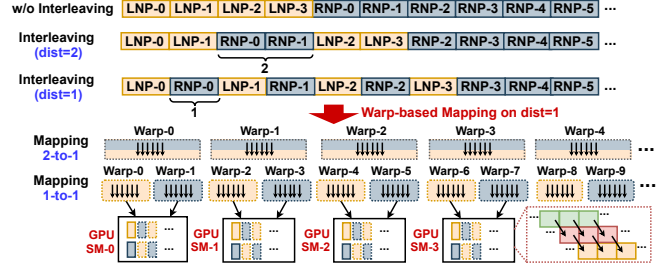 w/o Interleaving LNP-0 LNP-1 LNP-2 LNP-3 RNP-0 RNP-1 RNP-2 RNP-3 RNP-4 RNP-5 ...
Interleaving (dist=2) LNP-0 LNP-1 RNP-0 RNP-1 LNP-2 LNP-3 RNP-2 RNP-3 RNP-4 RNP-5 ...
2
Interleaving (dist=1) LNP-0 RNP-0 LNP-1 RNP-1 LNP-2 RNP-2 LNP-3 RNP-3 RNP-4 RNP-5 ...
1
Warp-based Mapping on dist=1
Warp-0 Warp-1 Warp-2 Warp-3 Warp-4
Mapping 2-to-1 ...
Warp-0 Warp-1 Warp-2 Warp-3 Warp-4 Warp-5 Warp-6 Warp-7 Warp-8 Warp-9
Mapping 1-to-1 ...
GPU SM-0 ... ...
GPU SM-1 ... ...
GPU SM-2 ... ...
GPU SM-3 ... ...
... ...
... ...
... ...